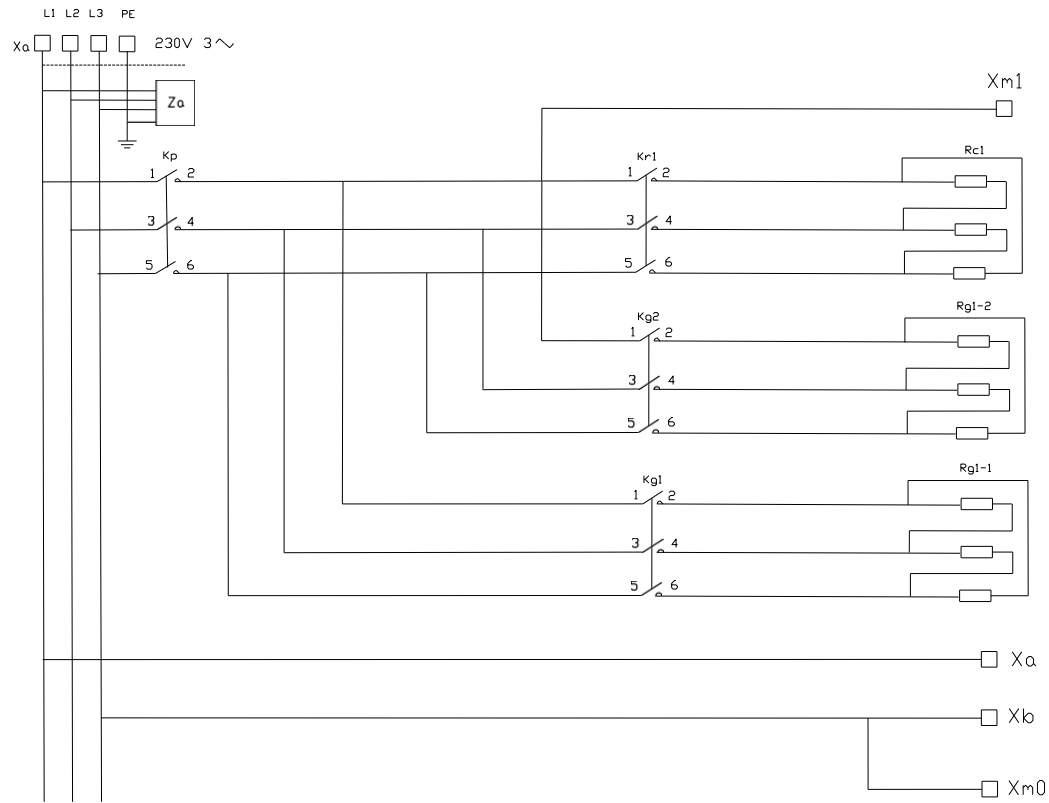 L1 L2 L3 PE
Xa 230V 3~
Za
Xm1
Kp
1 2
3 4
5 6
Kr1
1 2
3 4
5 6
Rc1
Kg2
1 2
3 4
5 6
Rg1-2
Kg1
1 2
3 4
5 6
Rg1-1
Xa
Xb
Xm0